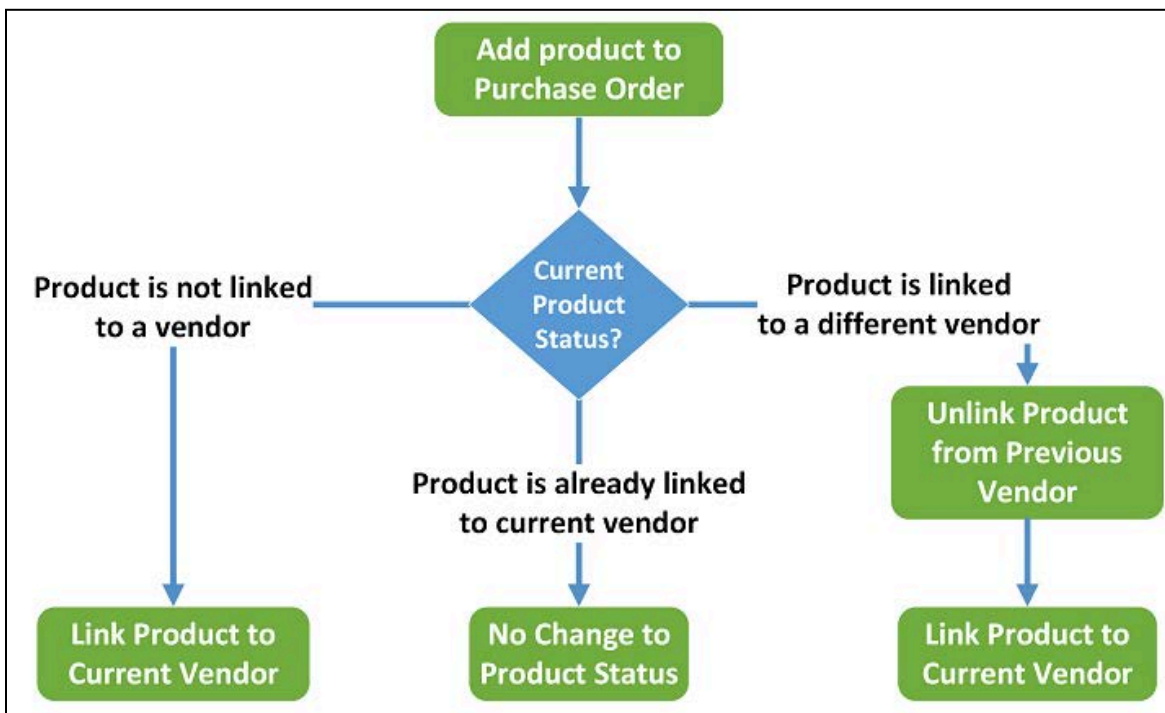 Add product to
Purchase Order
Current
Product
Status?
Product is not linked
to a vendor
Product is linked
to a different vendor
Product is already linked
to current vendor
Unlink Product
from Previous
Vendor
Link Product to
Current Vendor
No Change to
Product Status
Link Product to
Current Vendor